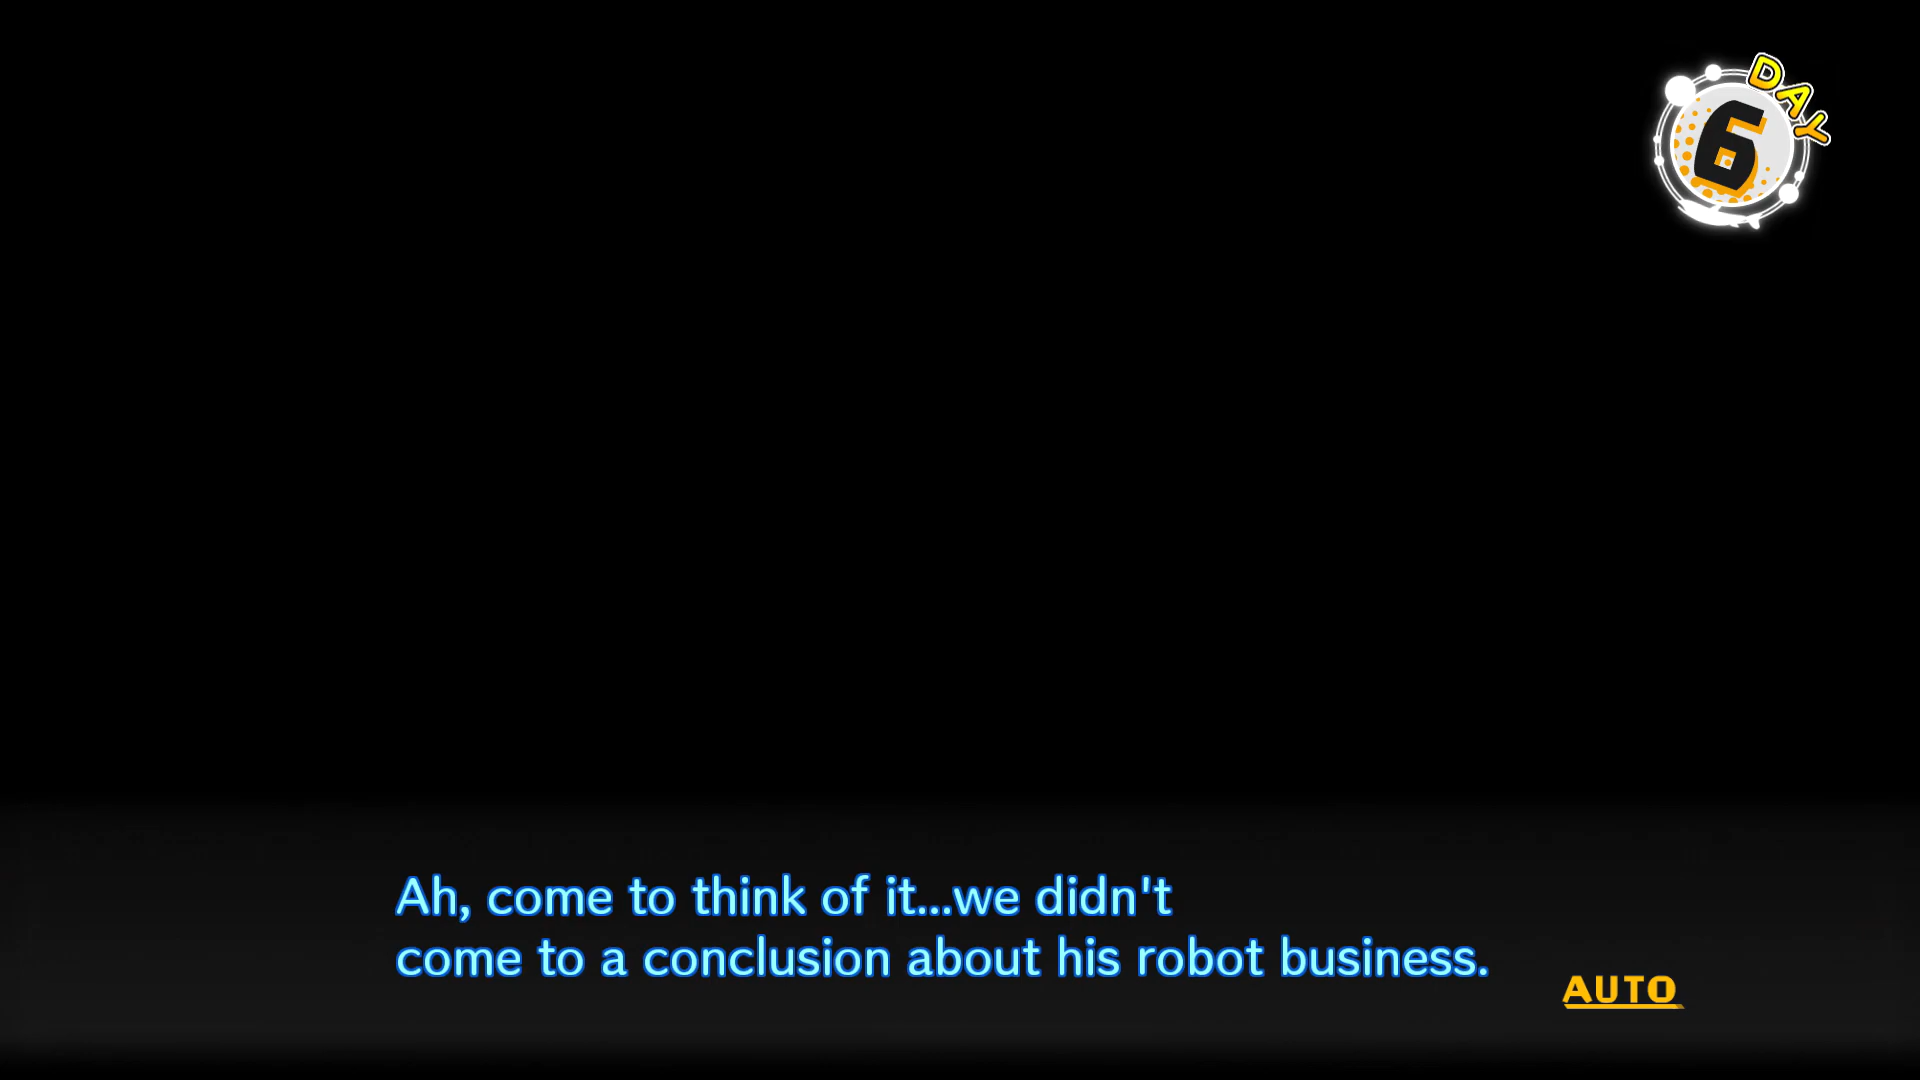 DAY
6
Ah, come to think of it...we didn't
come to a conclusion about his robot business.
AUTO